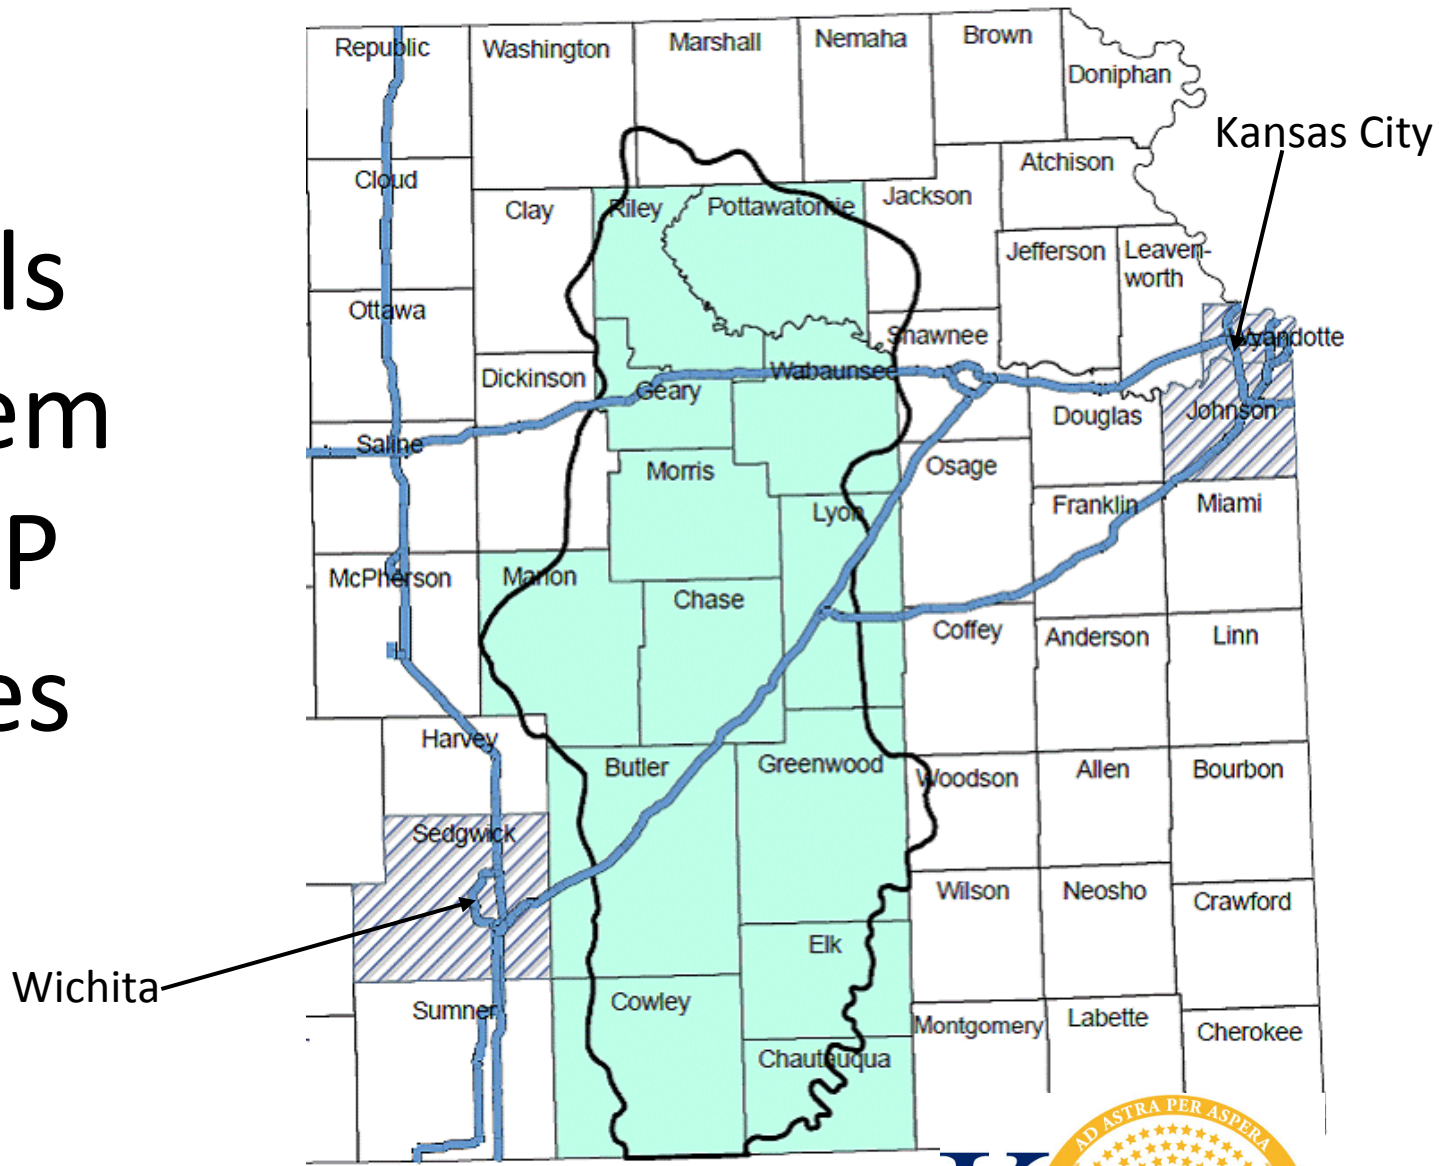 ls
em
P
es
Republic
Washington
Marshall
Nemaha
Brown
Doniphan
Kansas City
Cloud
Clay
Riley
Pottawatomie
Jackson
Atchison
Jefferson
Leaven-
worth
Ottawa
Dickinson
Geary
Wabaunsee
Shawnee
Wyandotte
Saline
Morris
Lyon
Osage
Douglas
Johnson
Franklin
Miami
McPherson
Marion
Chase
Coffey
Anderson
Linn
Harvey
Butler
Greenwood
Woodson
Allen
Bourbon
Sedgwick
Wilson
Neosho
Crawford
Wichita
Sumner
Cowley
Elk
Chautauqua
Montgomery
Labette
Cherokee
AD ASTRA PER ASPERA
K